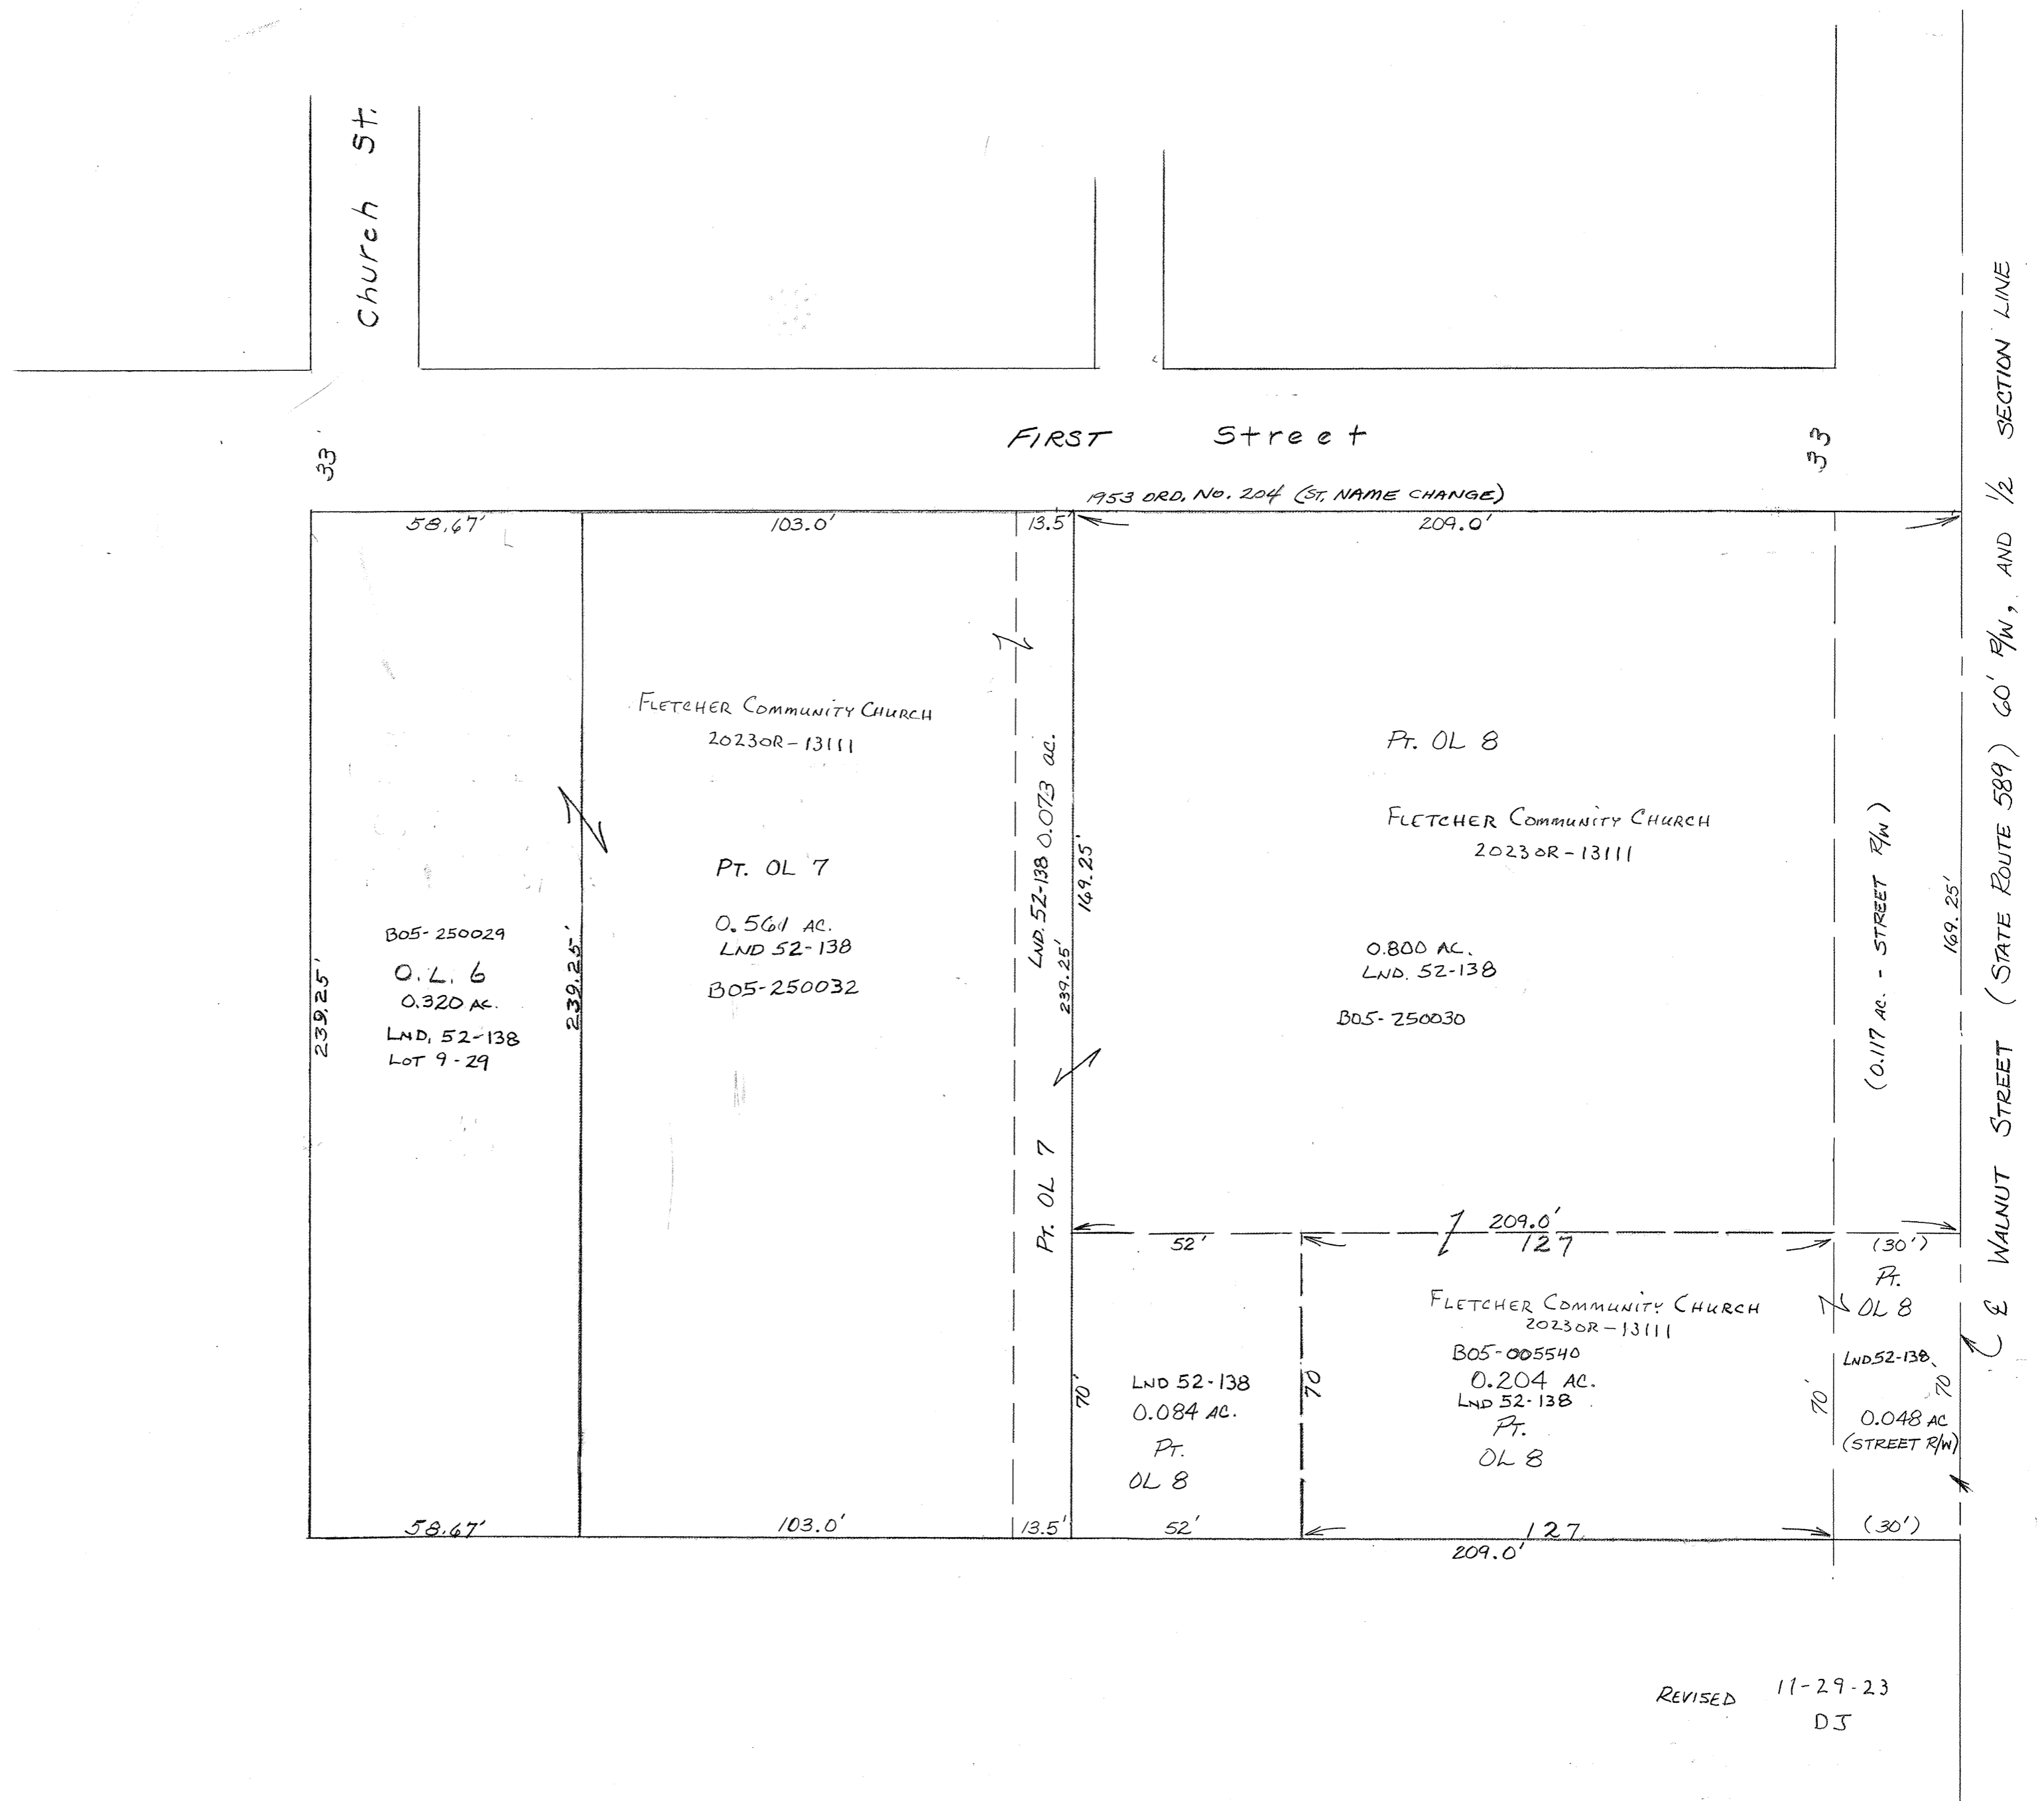 Church St.
FIRST Street
33
33
1953 ORD. No. 204 (ST. NAME CHANGE)
58.67'
103.0'
13.5'
209.0'
FLETCHER COMMUNITY CHURCH
2023OR-13111
PT. OL 7
0.561 AC.
LND 52-138
B05-250032
B05-250029
O.L. 6
0.320 AC.
LND. 52-138
LOT 9-29
239.25'
239.25'
LND. 52-138 0.073 ac.
239.25'
169.25'
PT. OL 7
PT. OL 8
FLETCHER COMMUNITY CHURCH
2023OR-13111
0.800 AC.
LND. 52-138
B05-250030
(0.117 AC. - STREET R/W)
169.25'
℄ WALNUT STREET (STATE ROUTE 589) 60' R/W, AND 1/2 SECTION LINE
209.0'
52'
127
(30')
PT.
OL 8
LND 52-138
70
0.048 AC
(STREET R/W)
FLETCHER COMMUNITY CHURCH
2023OR-13111
B05-005540
0.204 AC.
LND 52-138
PT.
OL 8
70'
70
70'
LND 52-138
0.084 AC.
PT.
OL 8
58.67'
103.0'
13.5'
52'
127
(30')
209.0'
REVISED 11-29-23
DJ